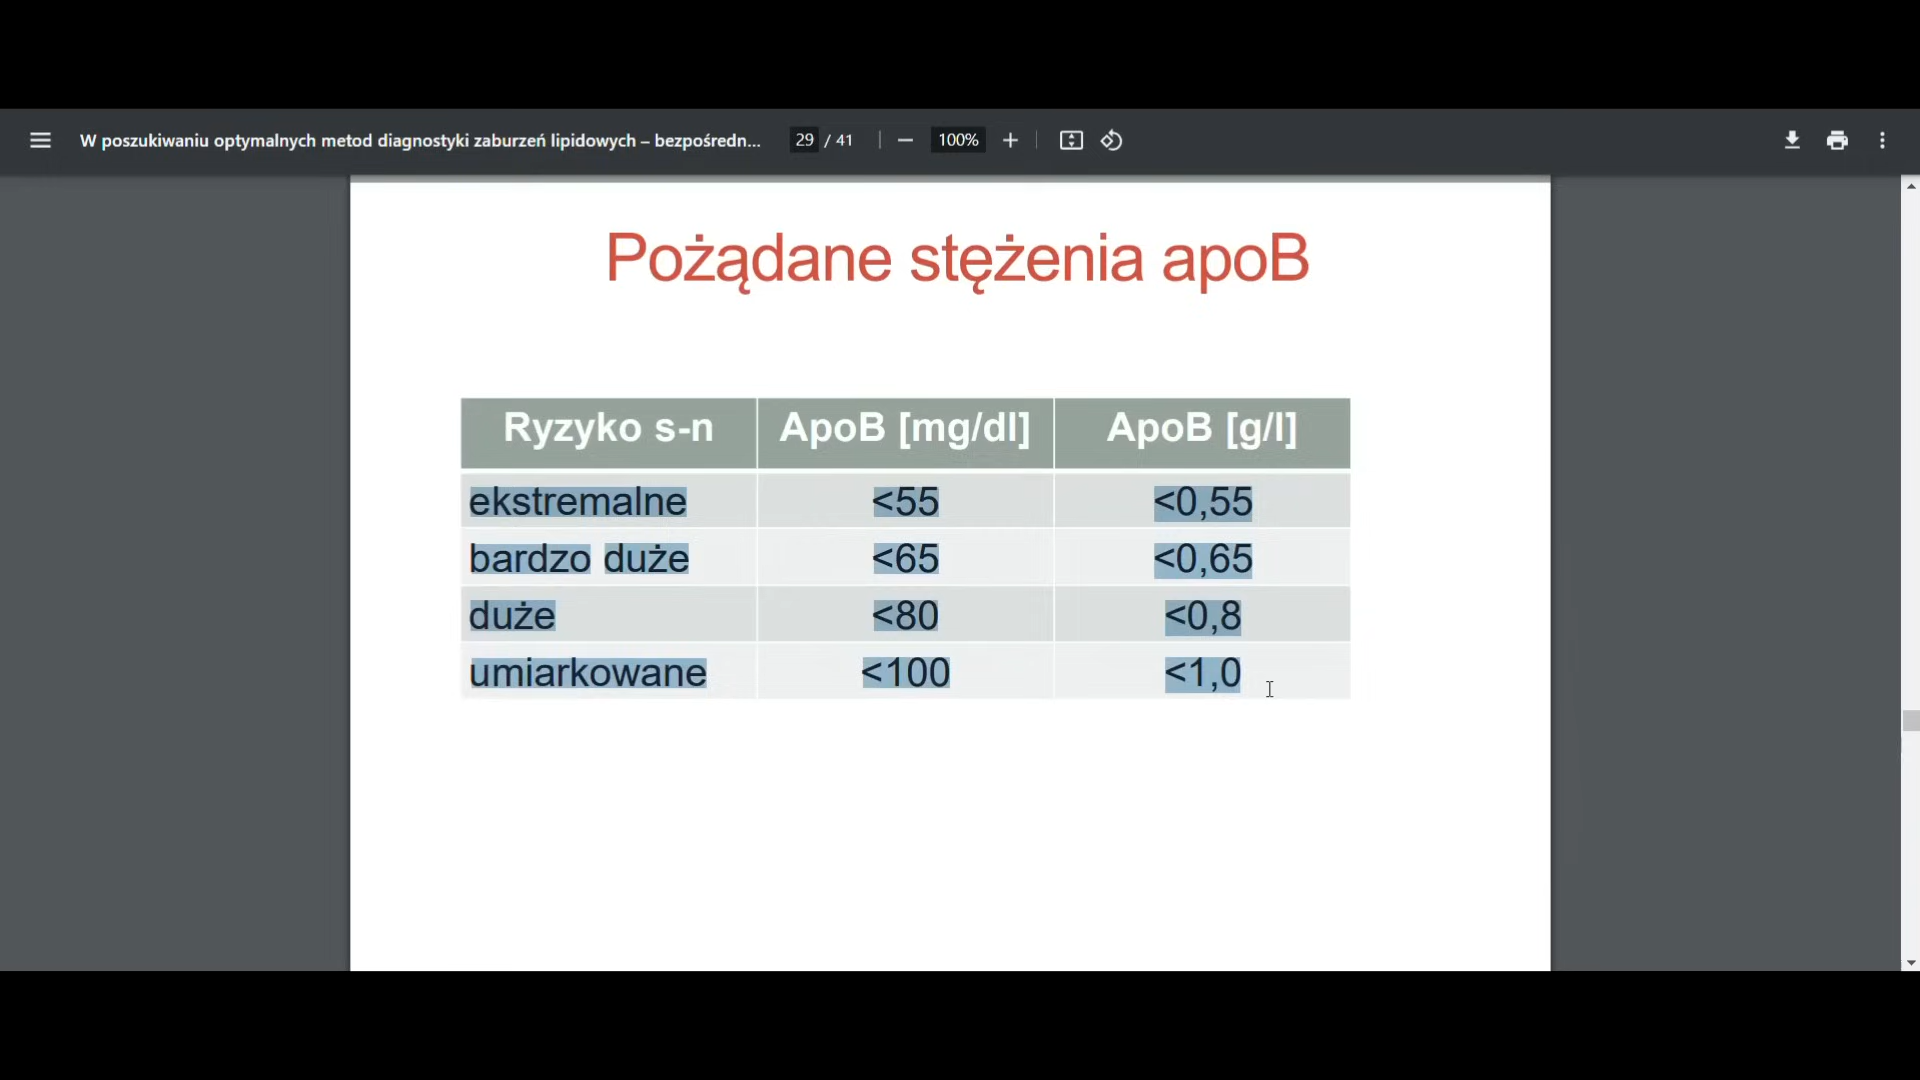 W poszukiwaniu optymalnych metod diagnostyki zaburzeń lipidowych – bezpośredn... 29 / 41 100%
Pożądane stężenia apoB
Ryzyko s-n ApoB [mg/dl] ApoB [g/l]
ekstremalne <55 <0,55
bardzo duże <65 <0,65
duże <80 <0,8
umiarkowane <100 <1,0